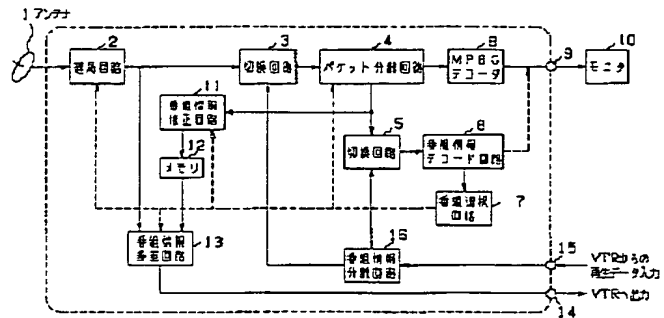 1 アンテナ
2
選局回路
3
切換回路
4
パケット分離回路
8
MPEG
デコーダ
9
10
モニタ
11
番組情報
修正回路
12
メモリ
5
切換回路
6
番組情報
デコード回路
番組選択
回路
7
13
番組情報
多重回路
16
番組情報
分離回路
15
VTRからの
再生データ入力
VTRへ出力
14